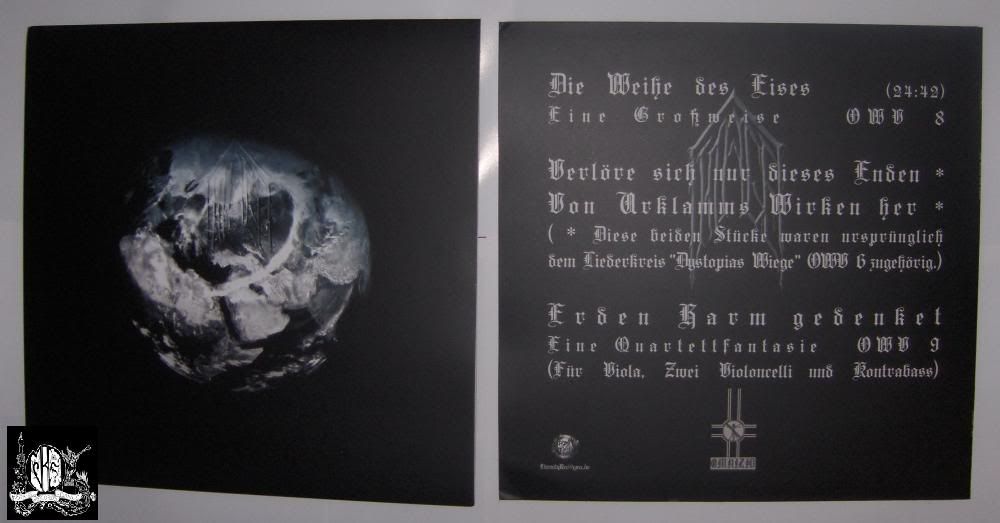 Die Weihe des Eises (24:42)
Eine Großweise OWV 8
Verlöre sich nur dieses Enden *
Von Urklamms Wirken her *
( * Diese beiden Stücke waren ursprünglich
dem Liederkreis "Dystopias Wiege" OWV 6 zugehörig.)
Erden Harm gedenket
Eine Quartettfantasie OWV 9
(Für Viola, Zwei Violoncelli und Kontrabass)